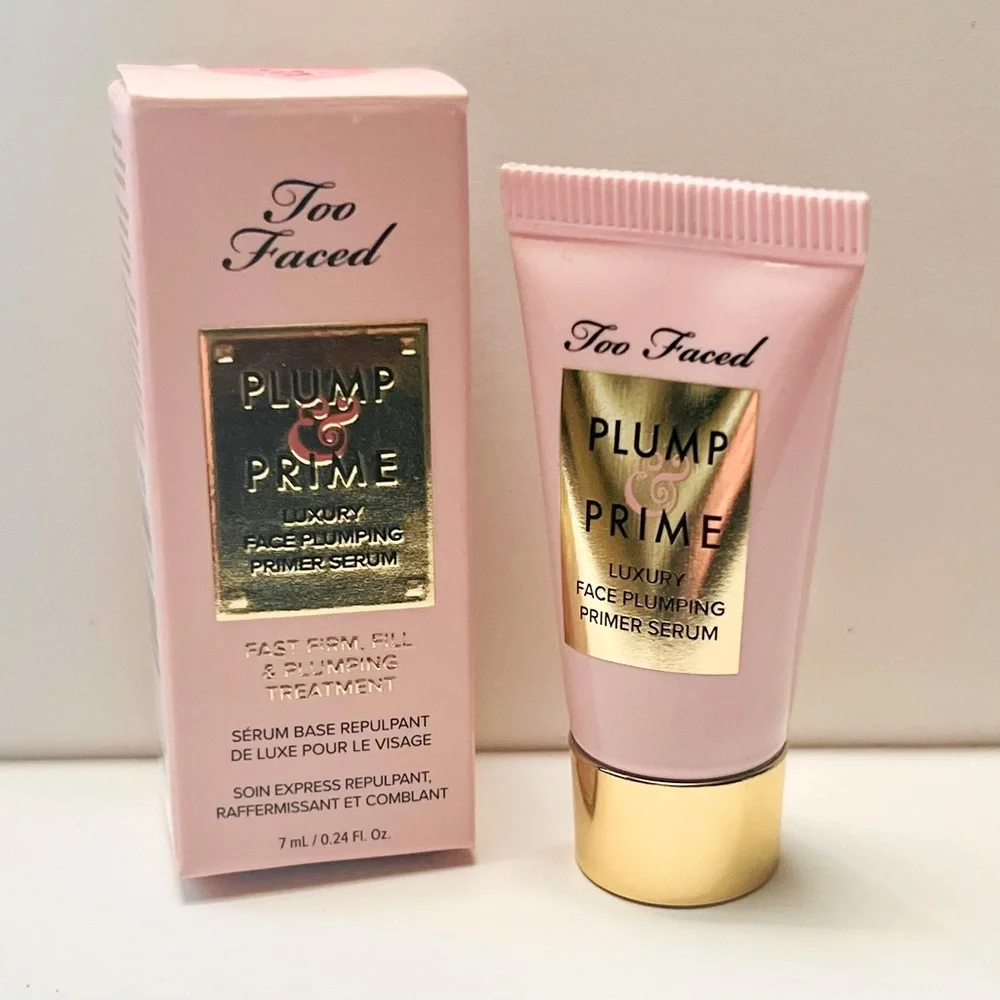 Too
Faced
PLUMP
&
PRIME
LUXURY
FACE PLUMPING
PRIMER SERUM
FAST FIRM, FILL
& PLUMPING
TREATMENT
SÉRUM BASE REPULPANT
DE LUXE POUR LE VISAGE
SOIN EXPRESS REPULPANT,
RAFFERMISSANT ET COMBLANT
7 mL / 0.24 Fl. Oz.
Too Faced
PLUMP
&
PRIME
LUXURY
FACE PLUMPING
PRIMER SERUM